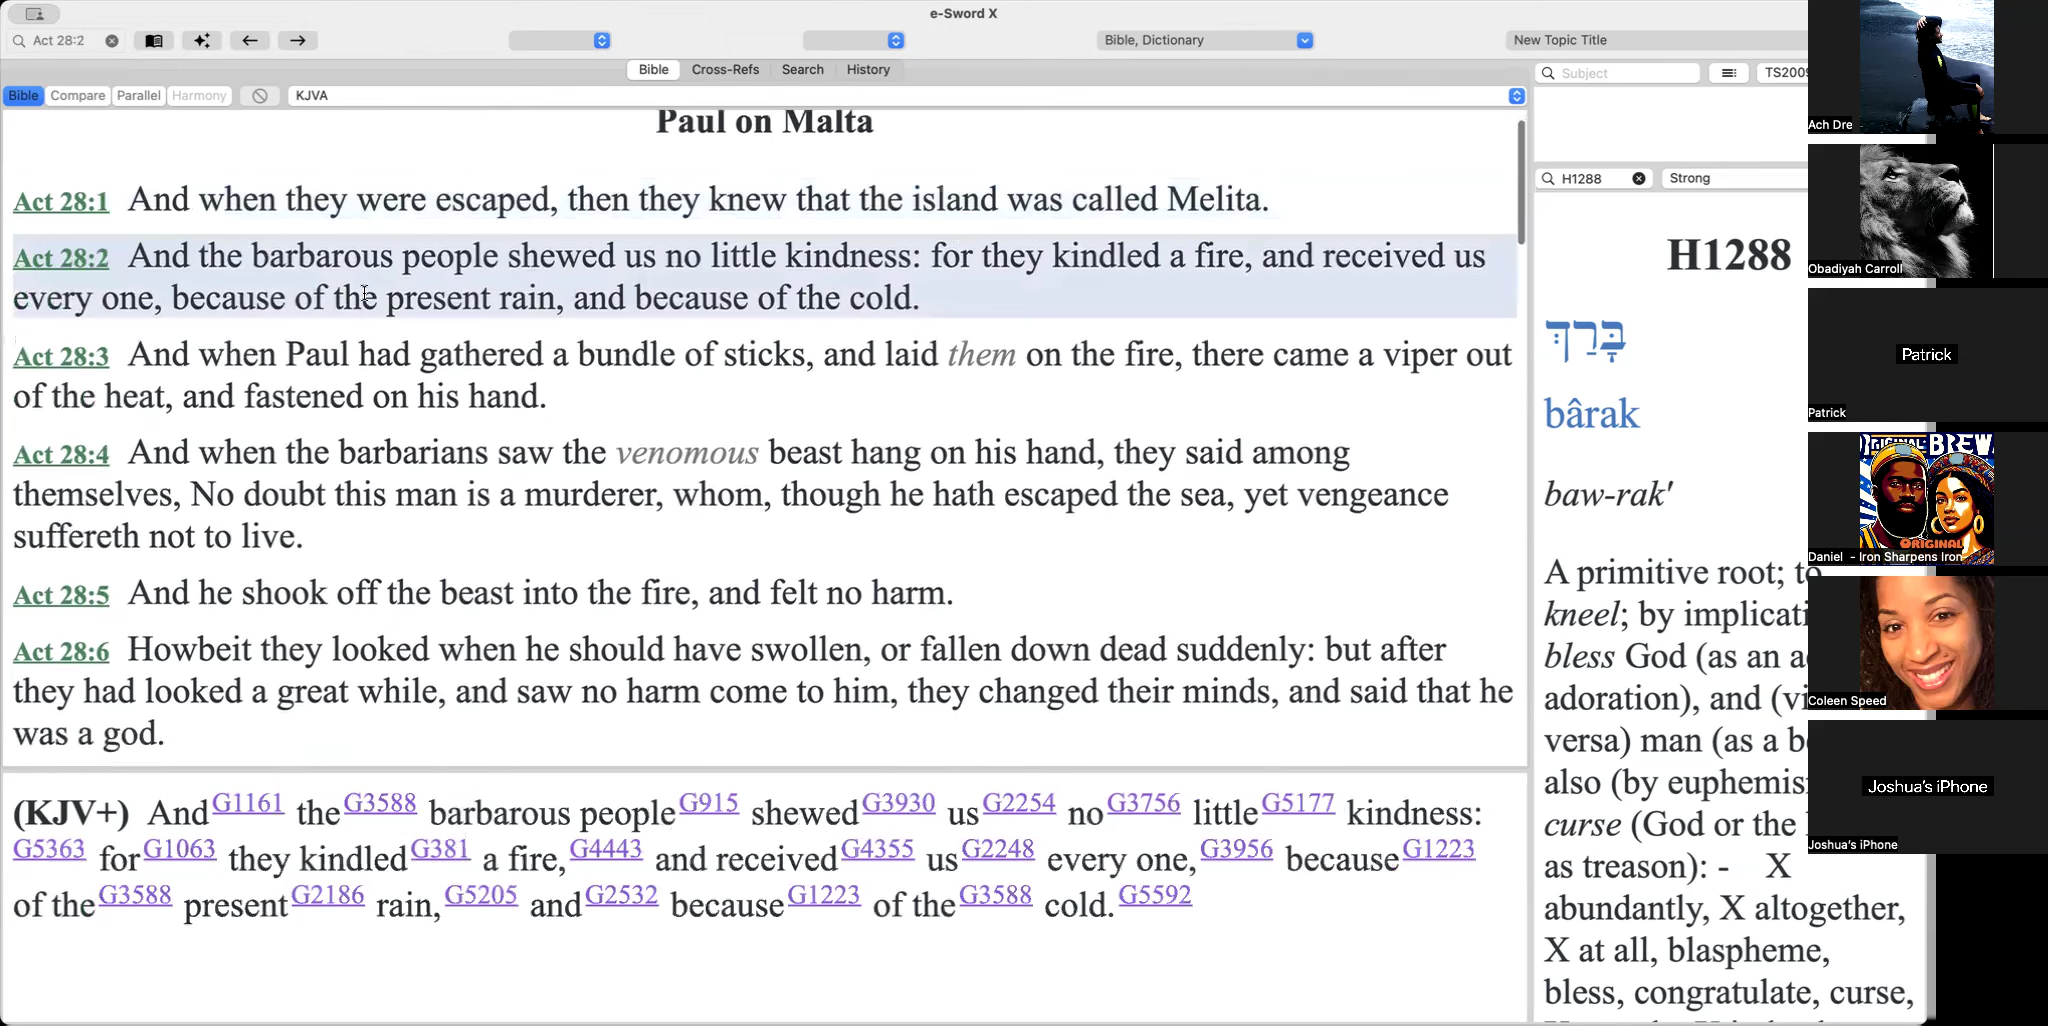 e-Sword X
Act 28:2
Bible, Dictionary
New Topic Title
Bible Cross-Refs Search History
Subject
TS2009
Bible Compare Parallel Harmony
KJVA
Paul on Malta
Act 28:1 And when they were escaped, then they knew that the island was called Melita.
Act 28:2 And the barbarous people shewed us no little kindness: for they kindled a fire, and received us
every one, because of the present rain, and because of the cold.
Act 28:3 And when Paul had gathered a bundle of sticks, and laid them on the fire, there came a viper out
of the heat, and fastened on his hand.
Act 28:4 And when the barbarians saw the venomous beast hang on his hand, they said among
themselves, No doubt this man is a murderer, whom, though he hath escaped the sea, yet vengeance
suffereth not to live.
Act 28:5 And he shook off the beast into the fire, and felt no harm.
Act 28:6 Howbeit they looked when he should have swollen, or fallen down dead suddenly: but after
they had looked a great while, and saw no harm come to him, they changed their minds, and said that he
was a god.
(KJV+) And G1161 the G3588 barbarous people G915 shewed G3930 us G2254 no G3756 little G5177 kindness:
G5363 for G1063 they kindled G381 a fire, G4443 and received G4355 us G2248 every one, G3956 because G1223
of the G3588 present G2186 rain, G5205 and G2532 because G1223 of the G3588 cold. G5592
H1288
Strong
H1288
בָּרַךְ
bârak
baw-rak'
A primitive root; to
kneel; by implicati
bless God (as an a
adoration), and (vi
versa) man (as a b
also (by euphemis
curse (God or the
as treason): - X
abundantly, X altogether,
X at all, blaspheme,
bless, congratulate, curse,
Ach Dre
Obadiyah Carroll
Patrick
Patrick
ORIGINAL
Daniel - Iron Sharpens Iron
Coleen Speed
Joshua's iPhone
Joshua's iPhone